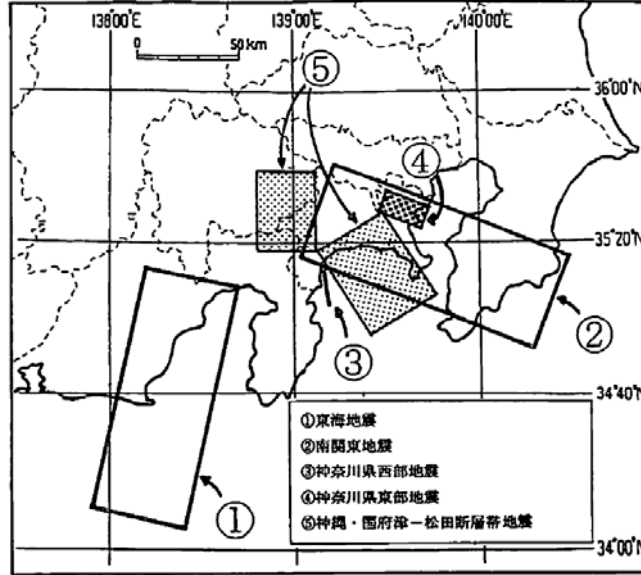 138°00'E 139°00'E 140°00'E
0 50 km
⑤
36°00'N
④
35°20'N
②
③
34°40'N
①東海地震
②南関東地震
③神奈川県西部地震
④神奈川県東部地震
⑤神縄・国府津－松田断層帯地震
①
34°00'N